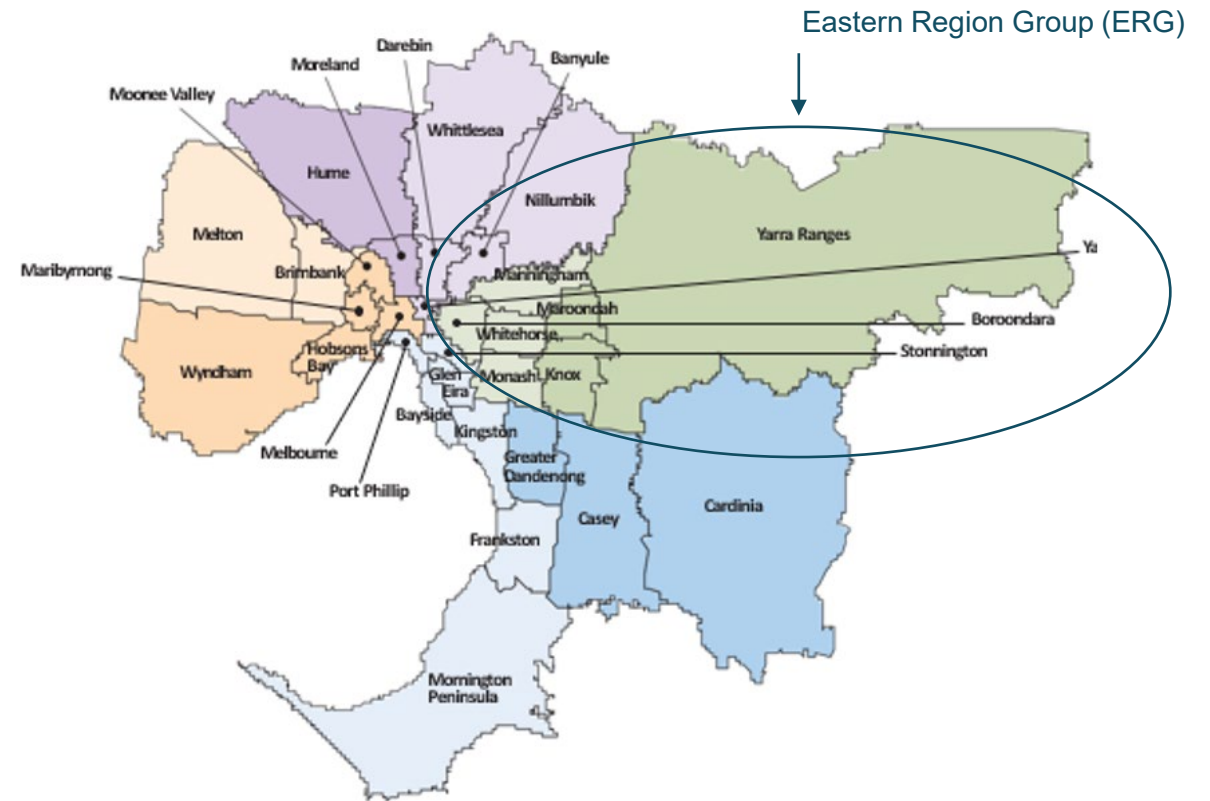 Eastern Region Group (ERG)
Darebin
Moreland
Banyule
Moonee Valley
Whittlesea
Hume
Nillumbik
Melton
Yarra Ranges
Ya
Maribyrnong
Brimbank
Manningham
Maroondah
Boroondara
Whitehorse
Stonnington
Hobsons
Bay
Wyndham
Glen
Eira
Monash
Knox
Bayside
Kingston
Melbourne
Greater
Dandenong
Port Phillip
Cardinia
Casey
Frankston
Mornington
Peninsula